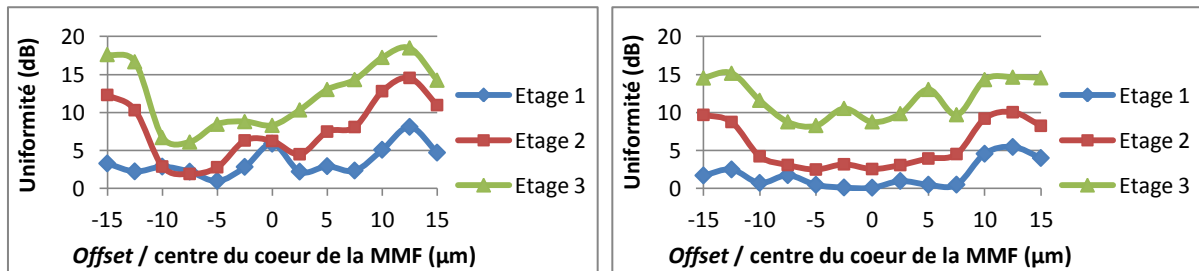 Uniformité (dB)
20
15
10
5
0
-15 -10 -5 0 5 10 15
Offset / centre du coeur de la MMF (µm)
Etage 1
Etage 2
Etage 3
Uniformité (dB)
20
15
10
5
0
-15 -10 -5 0 5 10 15
Offset / centre du coeur de la MMF (µm)
Etage 1
Etage 2
Etage 3